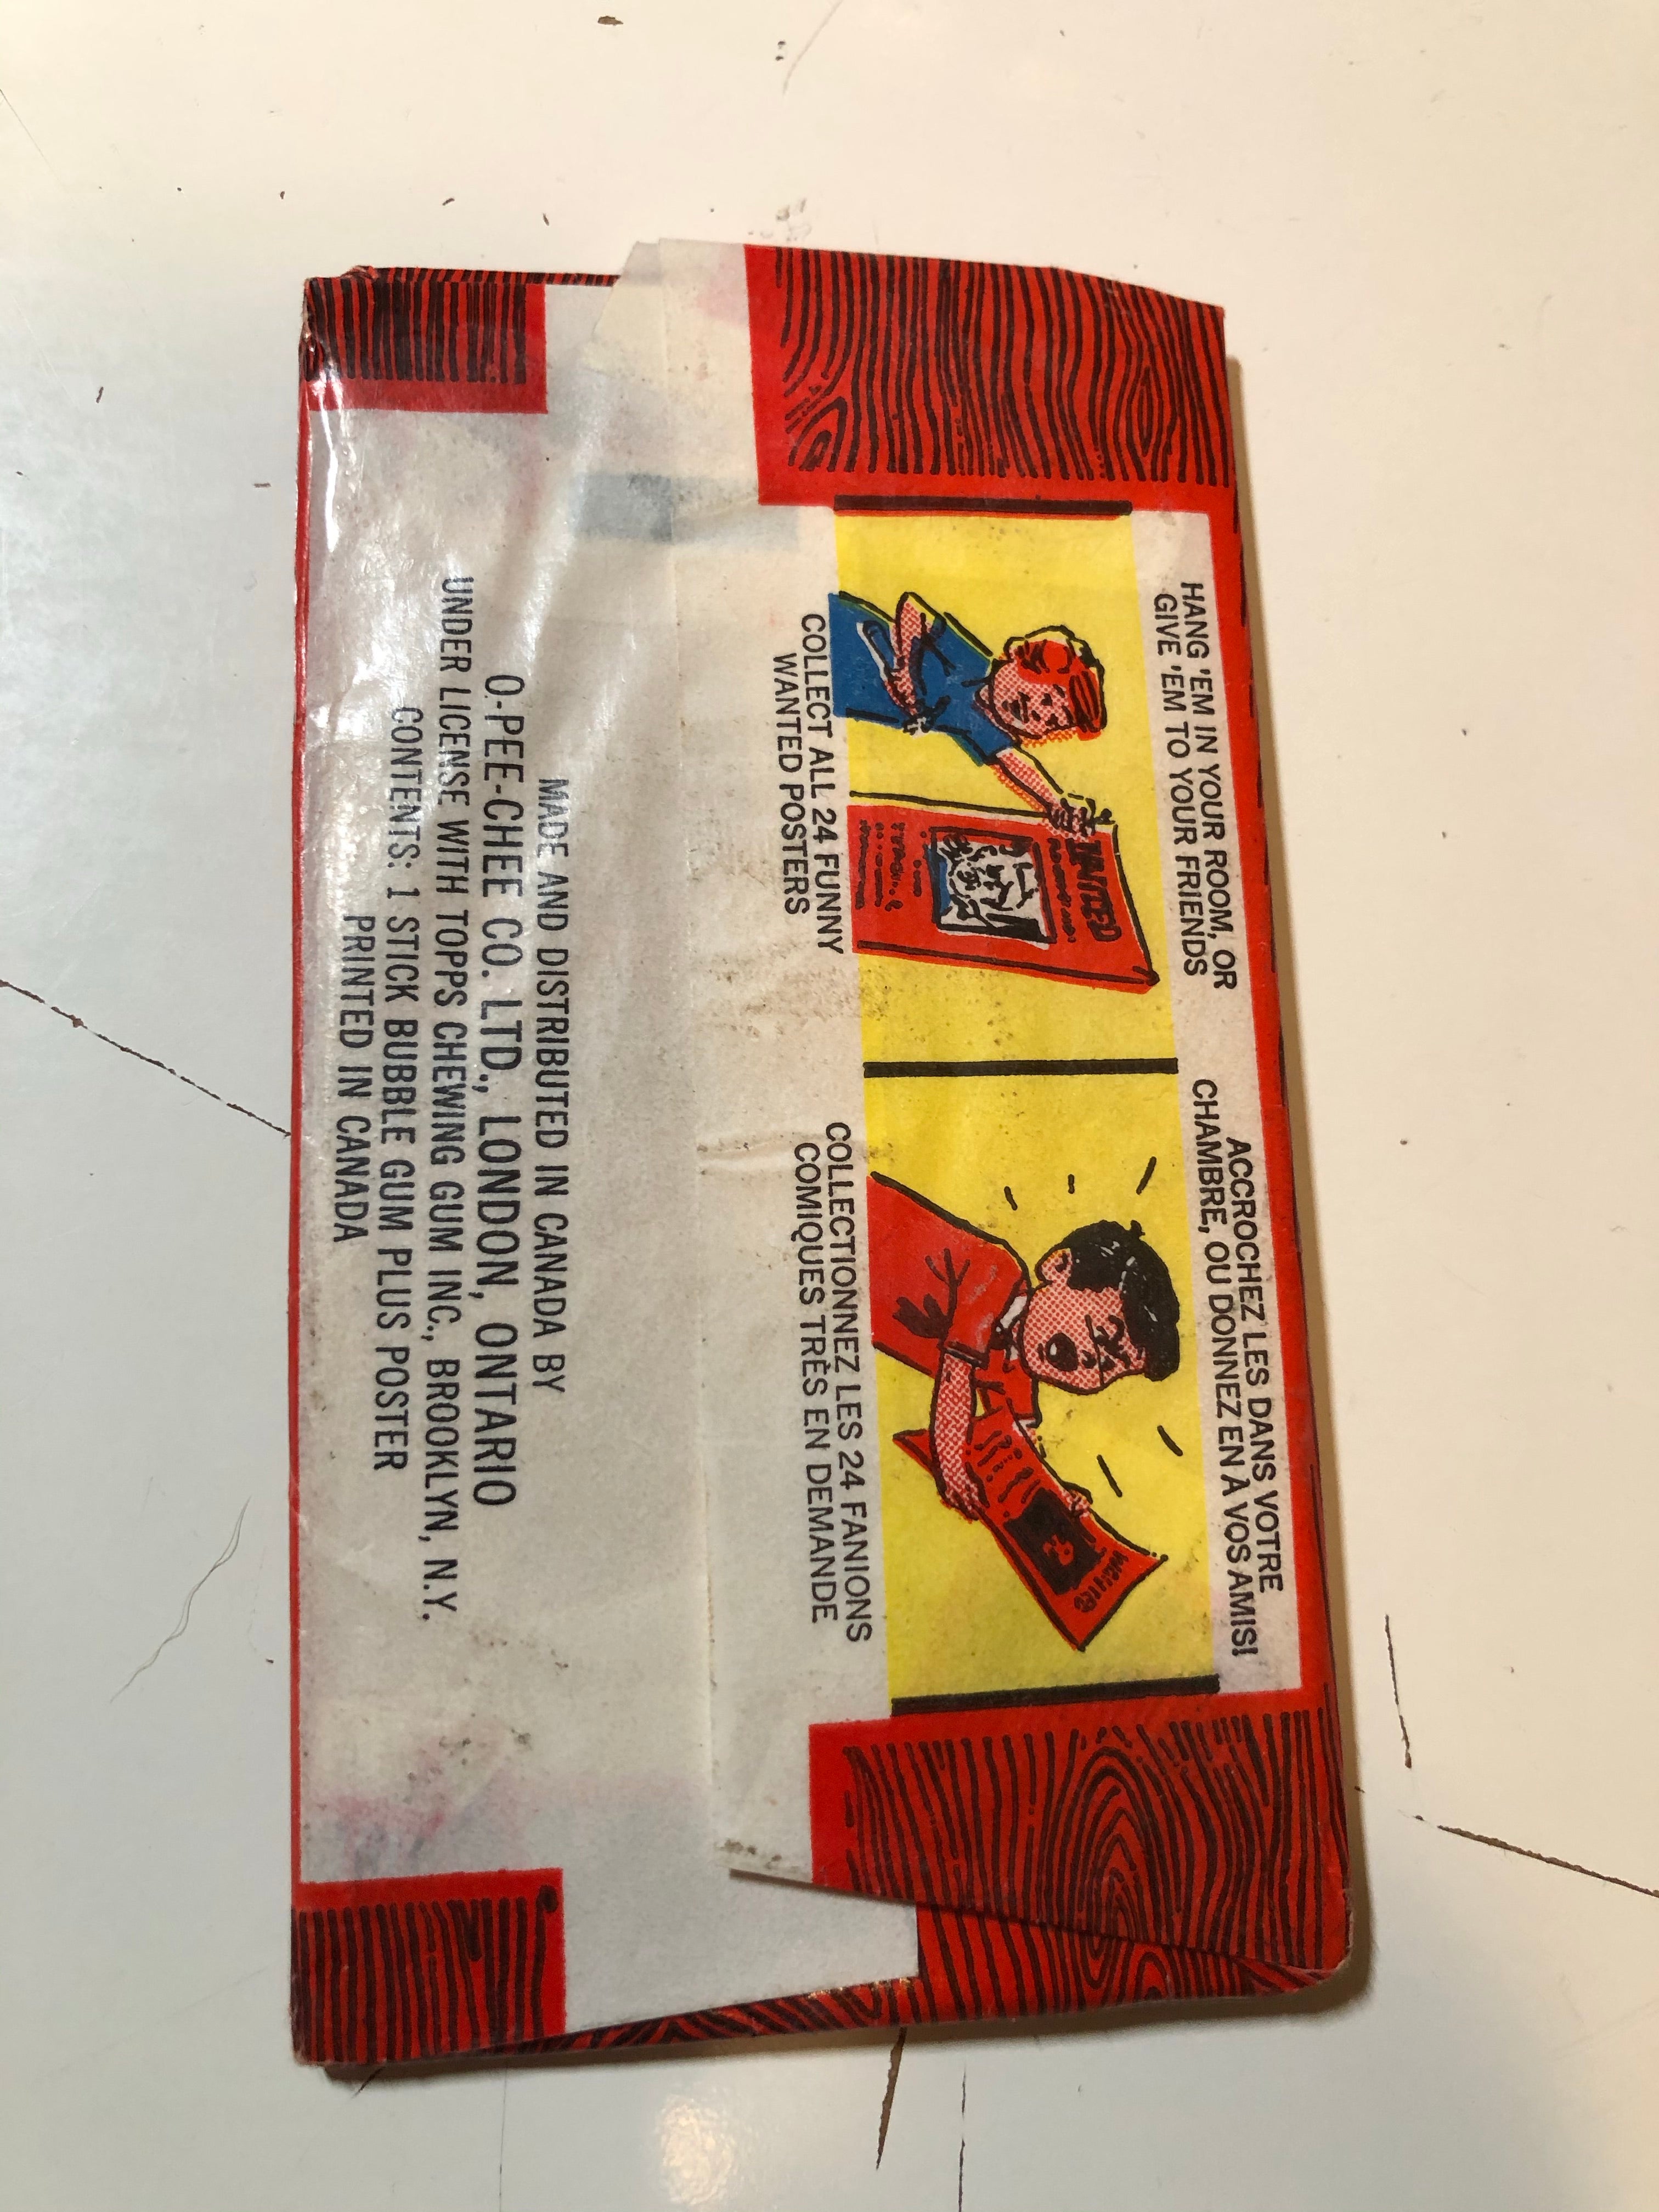 HANG 'EM IN YOUR ROOM, OR
GIVE 'EM TO YOUR FRIENDS
WANTED
COLLECT ALL 24 FUNNY
WANTED POSTERS
ACCROCHEZ LES DANS VOTRE
CHAMBRE, OU DONNEZ EN À VOS AMIS!
COLLECTIONNEZ LES 24 FANIONS
COMIQUES TRÈS EN DEMANDE
MADE AND DISTRIBUTED IN CANADA BY
O-PEE-CHEE CO. LTD., LONDON, ONTARIO
UNDER LICENSE WITH TOPPS CHEWING GUM INC., BROOKLYN, N.Y.
CONTENTS: 1 STICK BUBBLE GUM PLUS POSTER
PRINTED IN CANADA